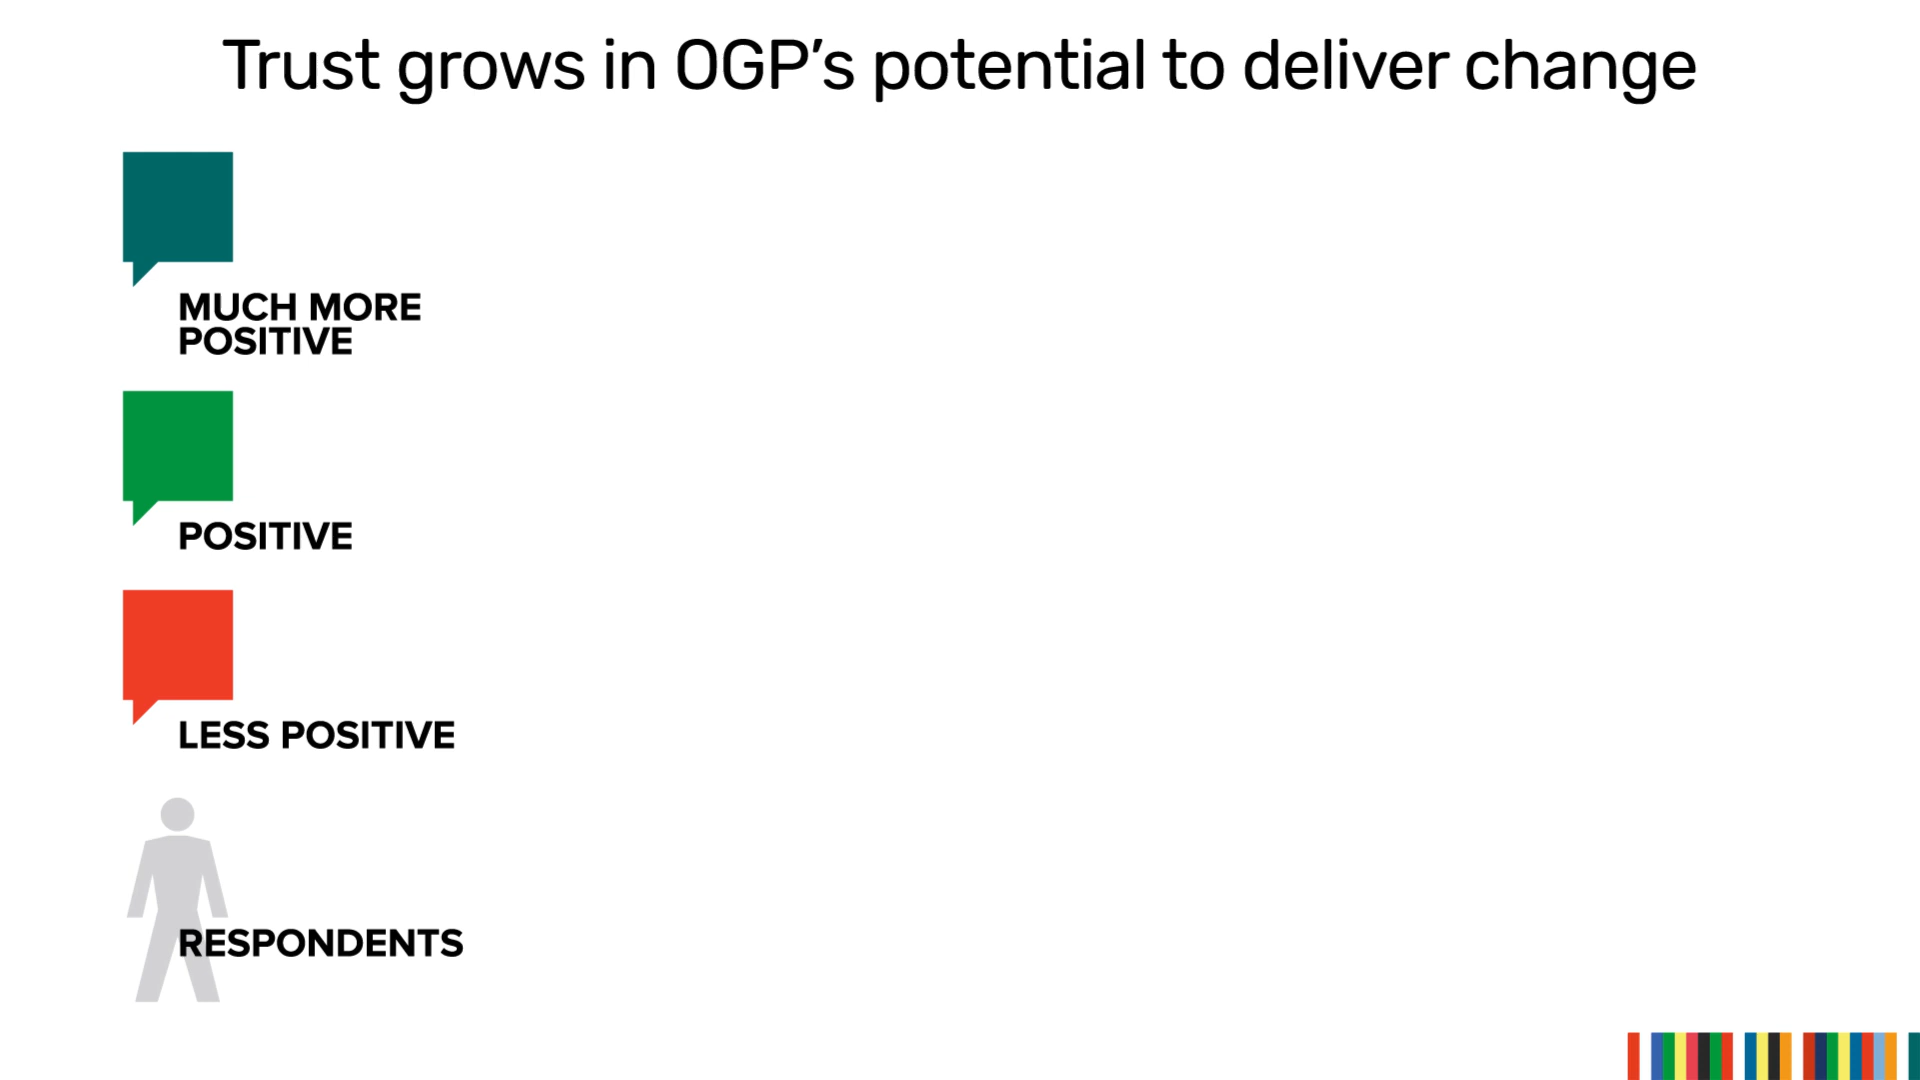 Trust grows in OGP’s potential to deliver change
MUCH MORE
POSITIVE
POSITIVE
LESS POSITIVE
RESPONDENTS